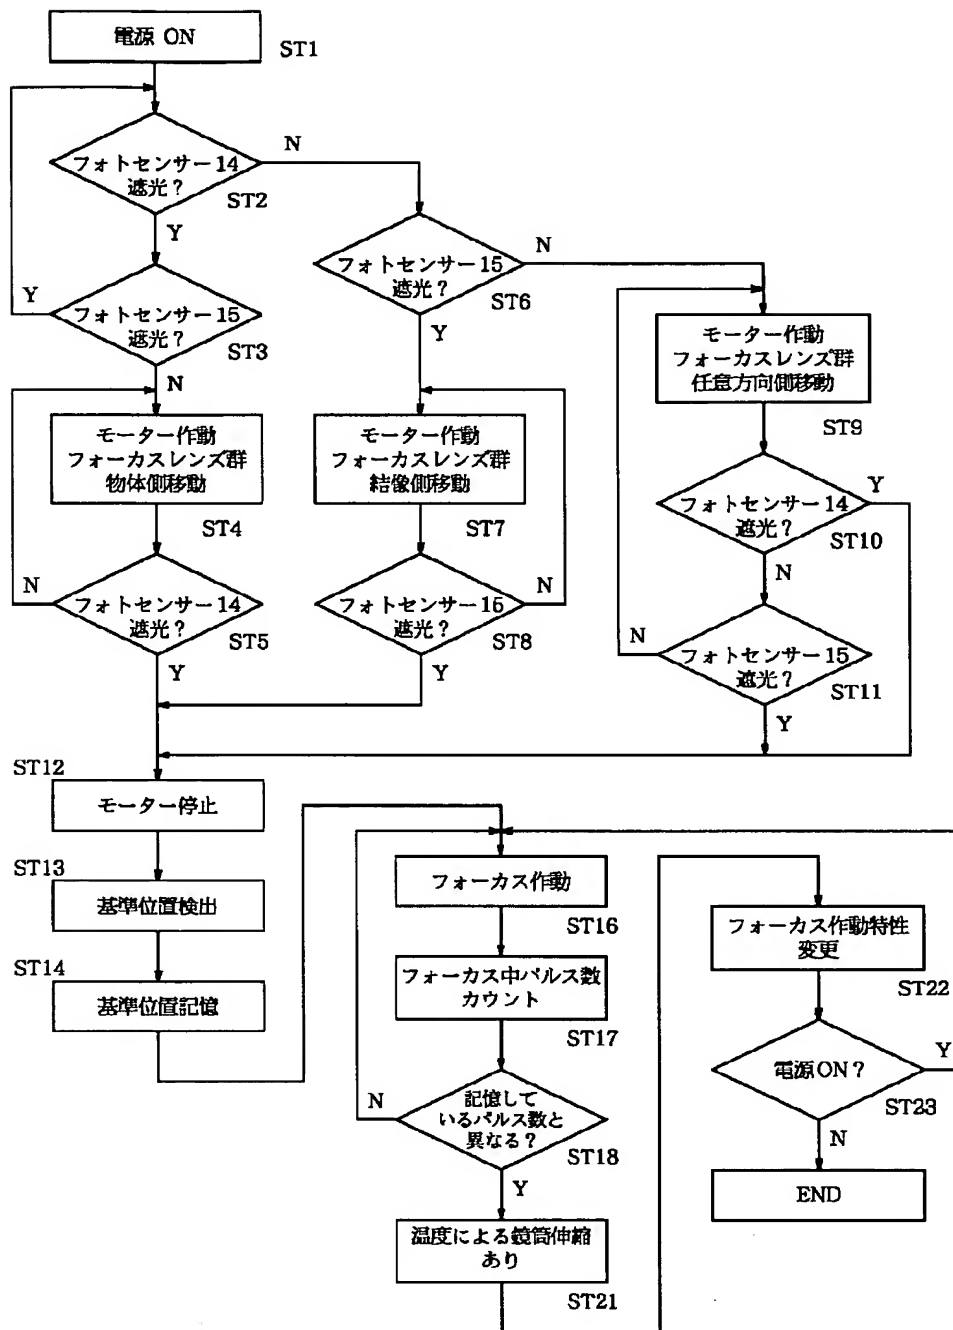 電源 ON
ST1
フォトセンサー14
遮光？
ST2
N
Y
フォトセンサー15
遮光？
ST3
Y
N
モーター作動
フォーカスレンズ群
物体側移動
ST4
フォトセンサー14
遮光？
ST5
N
Y
フォトセンサー15
遮光？
ST6
N
Y
モーター作動
フォーカスレンズ群
結像側移動
ST7
フォトセンサー15
遮光？
ST8
N
Y
モーター作動
フォーカスレンズ群
任意方向側移動
ST9
フォトセンサー14
遮光？
ST10
Y
N
フォトセンサー15
遮光？
ST11
N
Y
ST12
モーター停止
ST13
基準位置検出
ST14
基準位置記憶
フォーカス作動
ST16
フォーカス中パルス数
カウント
ST17
記憶して
いるパルス数と
異なる？
ST18
N
Y
温度による鏡筒伸縮
あり
ST21
フォーカス作動特性
変更
ST22
電源ON？
ST23
Y
N
END